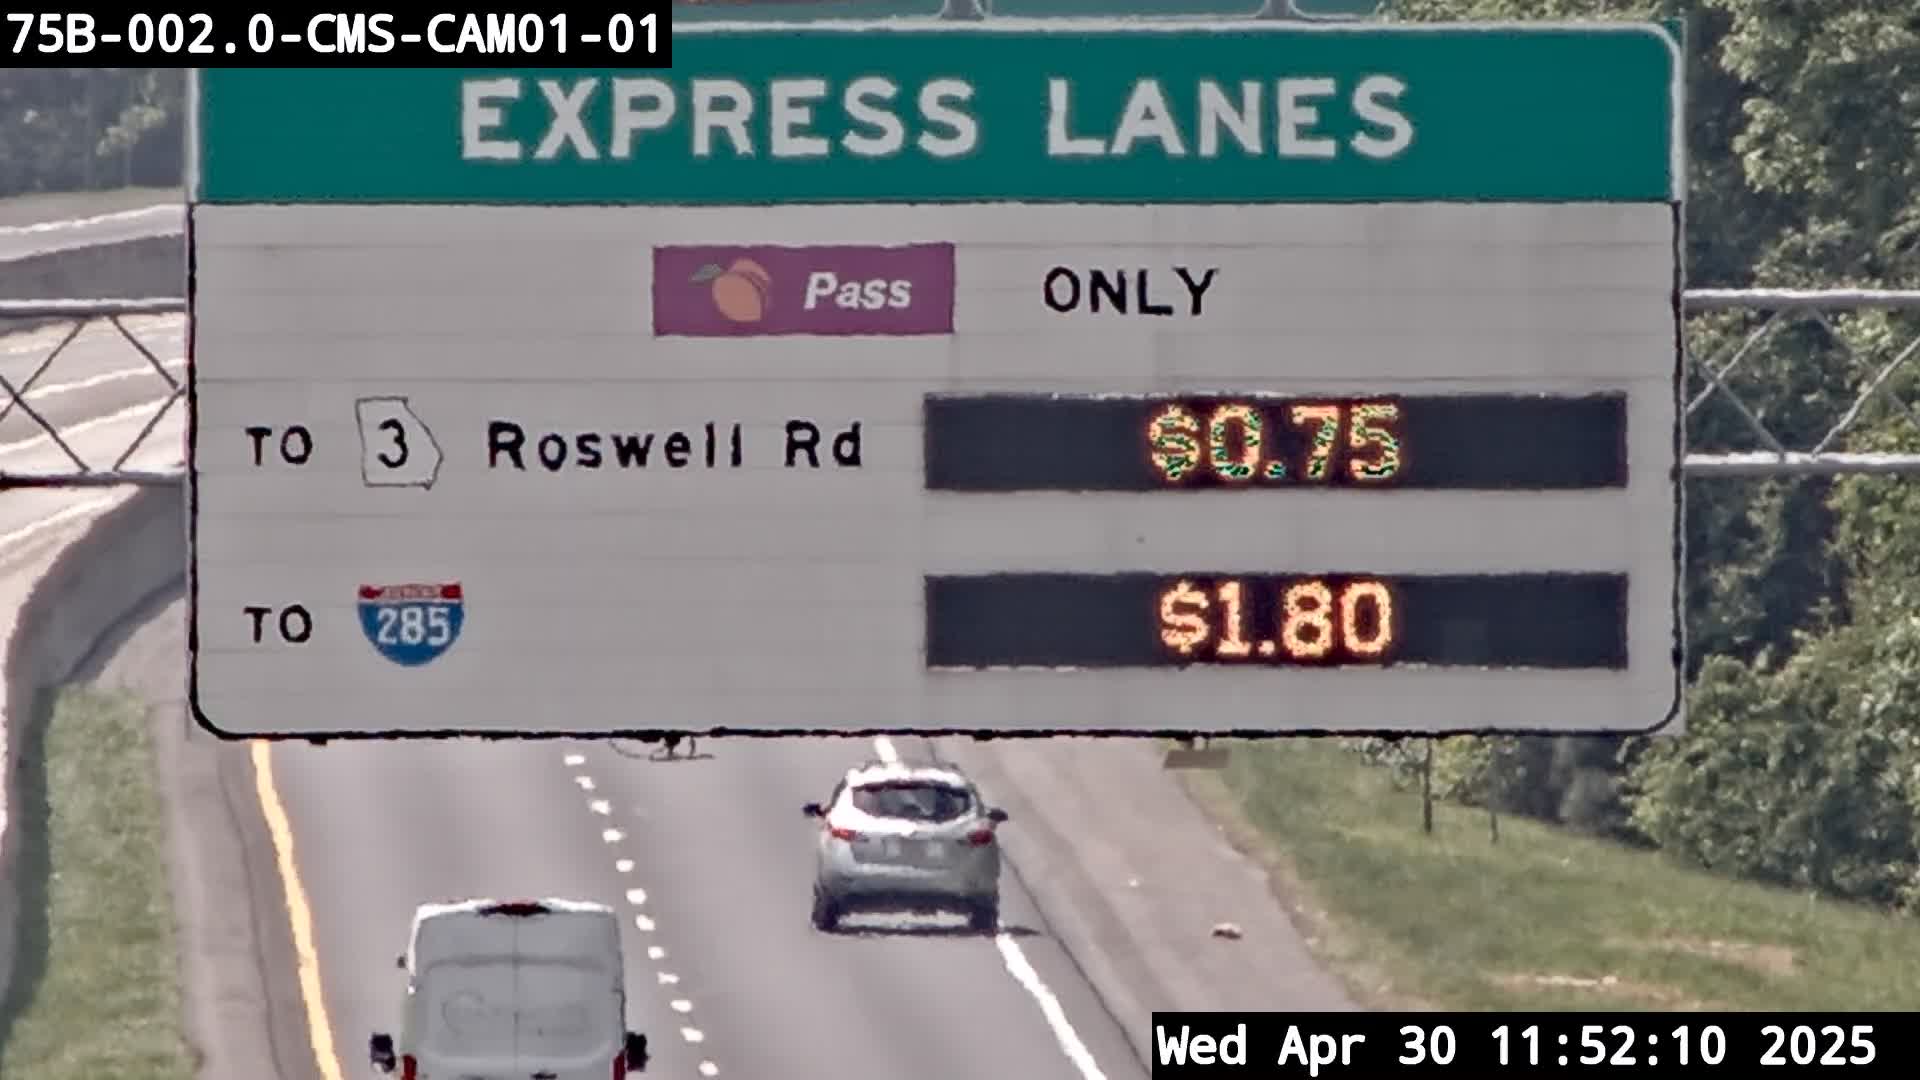 75B-002.0-CMS-CAM01-01
EXPRESS LANES
Pass ONLY
TO 3 Roswell Rd $0.75
TO 285 $1.80
Wed Apr 30 11:52:10 2025